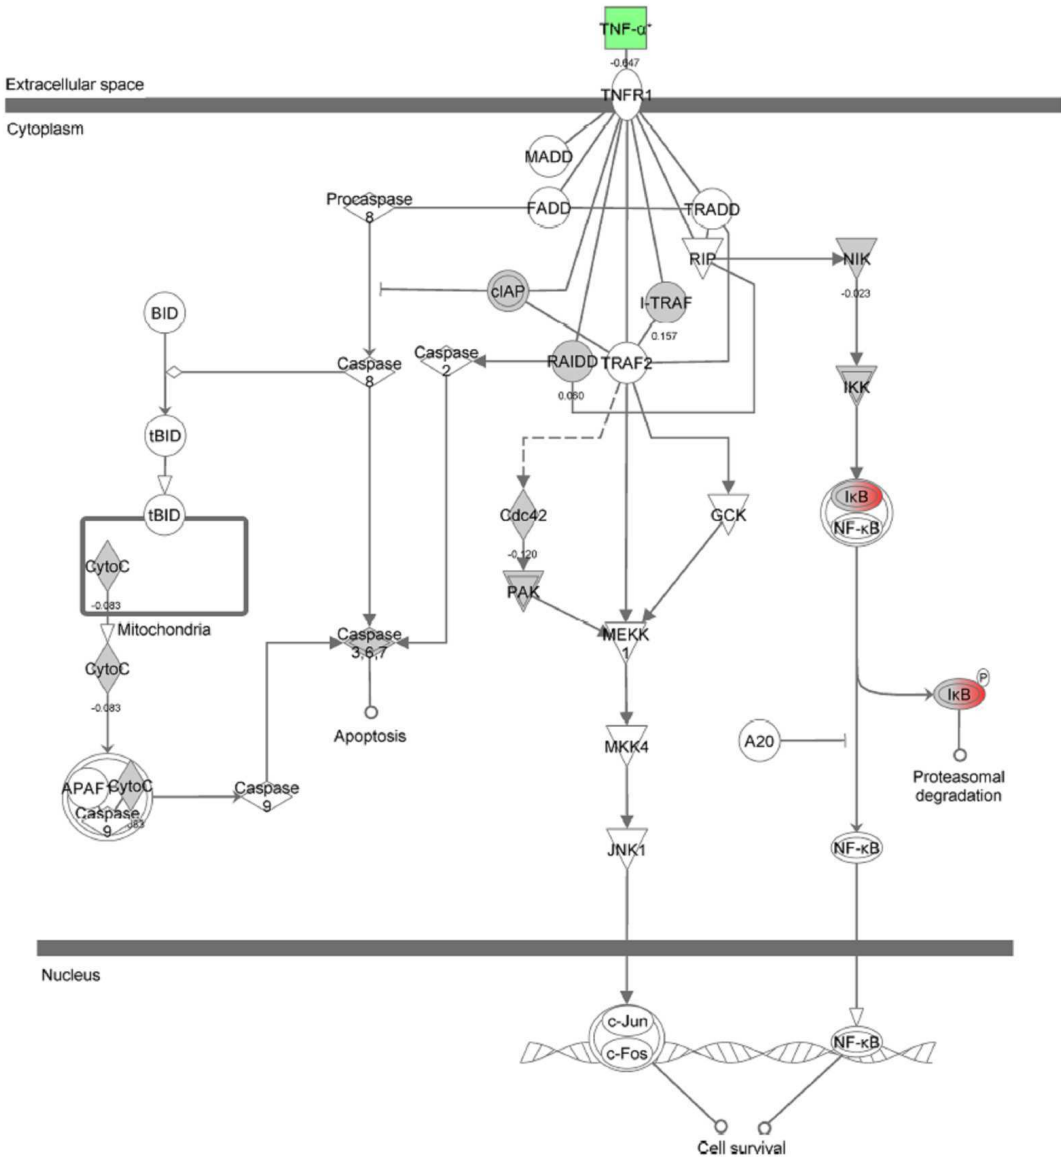 TNF-α*
-0.647
Extracellular space
TNFR1
Cytoplasm
MADD
Procaspase
8
FADD
TRADD
RIP
NIK
-0.023
cIAP
I-TRAF
0.157
BID
Caspase
8
Caspase
2
RAIDD
0.060
TRAF2
IKK
tBID
tBID
IκB
NF-κB
Cdc42
-0.120
GCK
CytoC
-0.083
PAK
Mitochondria
Caspase
3,6,7
MEKK
1
CytoC
-0.083
P
IκB
Apoptosis
MKK4
A20
Proteasomal
degradation
APAF
CytoC
Caspase
9
Caspase
9
JNK1
NF-κB
Nucleus
c-Jun
c-Fos
NF-κB
Cell survival